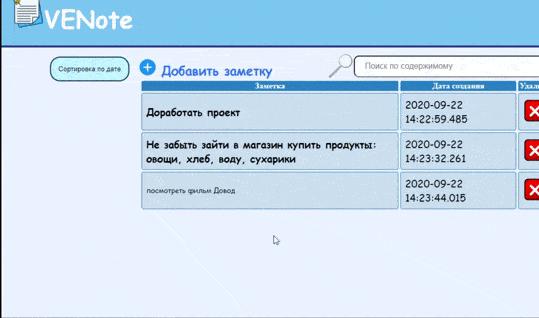 VENote
Сортировка по дате
Добавить заметку
Поиск по содержимому
Заметка
Дата создания
Доработать проект
2020-09-22
14:22:59.485
Не забыть зайти в магазин купить продукты:
овощи, хлеб, воду, сухарики
2020-09-22
14:23:32.261
посмотреть фильм Довод
2020-09-22
14:23:44.015